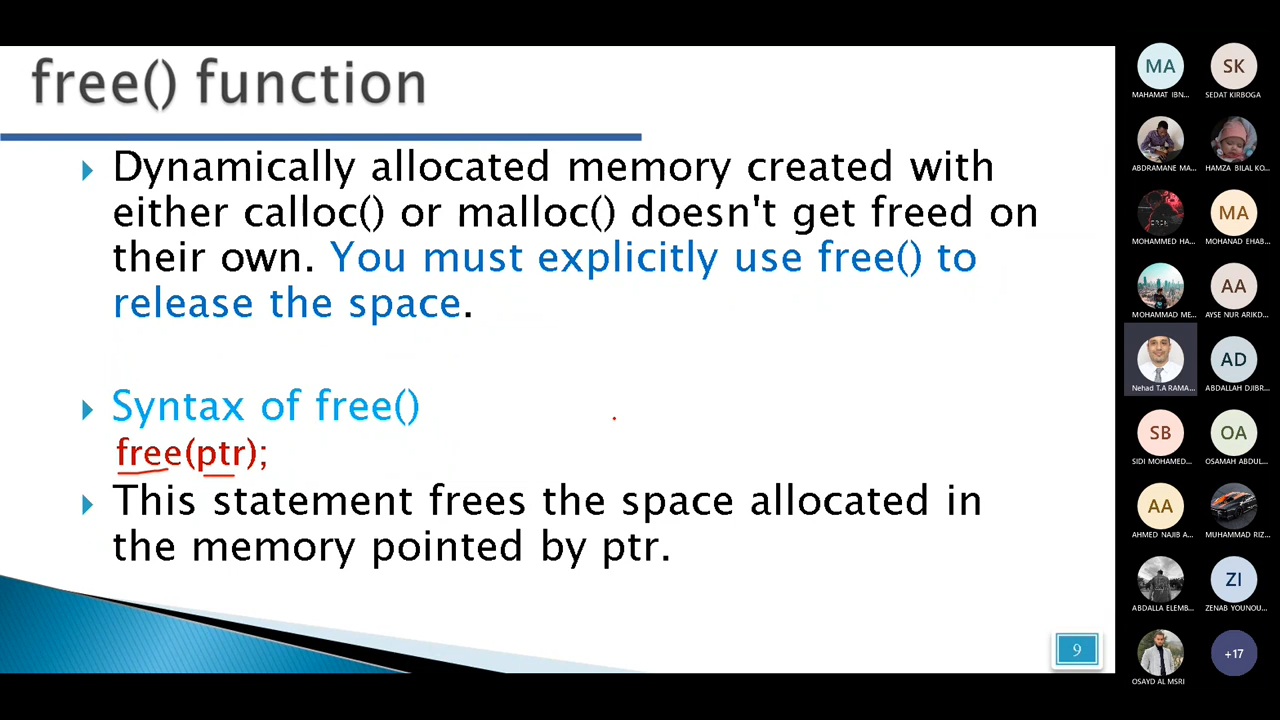 free() function
Dynamically allocated memory created with
either calloc() or malloc() doesn't get freed on
their own. You must explicitly use free() to
release the space.
Syntax of free()
free(ptr);
This statement frees the space allocated in
the memory pointed by ptr.
9
MA
SK
MAHAMAT IBN...
SEDAT KIRBOGA
ABDRAMANE MA...
HAMZA BILAL KO...
MA
MOHAMMED HA...
MOHANAD EHAB...
AA
MOHAMMAD ME...
AYSE NUR ARIKD...
AD
Nehad T.A RAMA...
ABDALLAH DJIBR...
SB
OA
SIDI MOHAMED...
OSAMAH ABDUL...
AA
AHMED NAJIB A...
MUHAMMAD RIZ...
ZI
ABDALLA ELEMB...
ZENAB YOUNOU...
+17
OSAYD AL MSRI